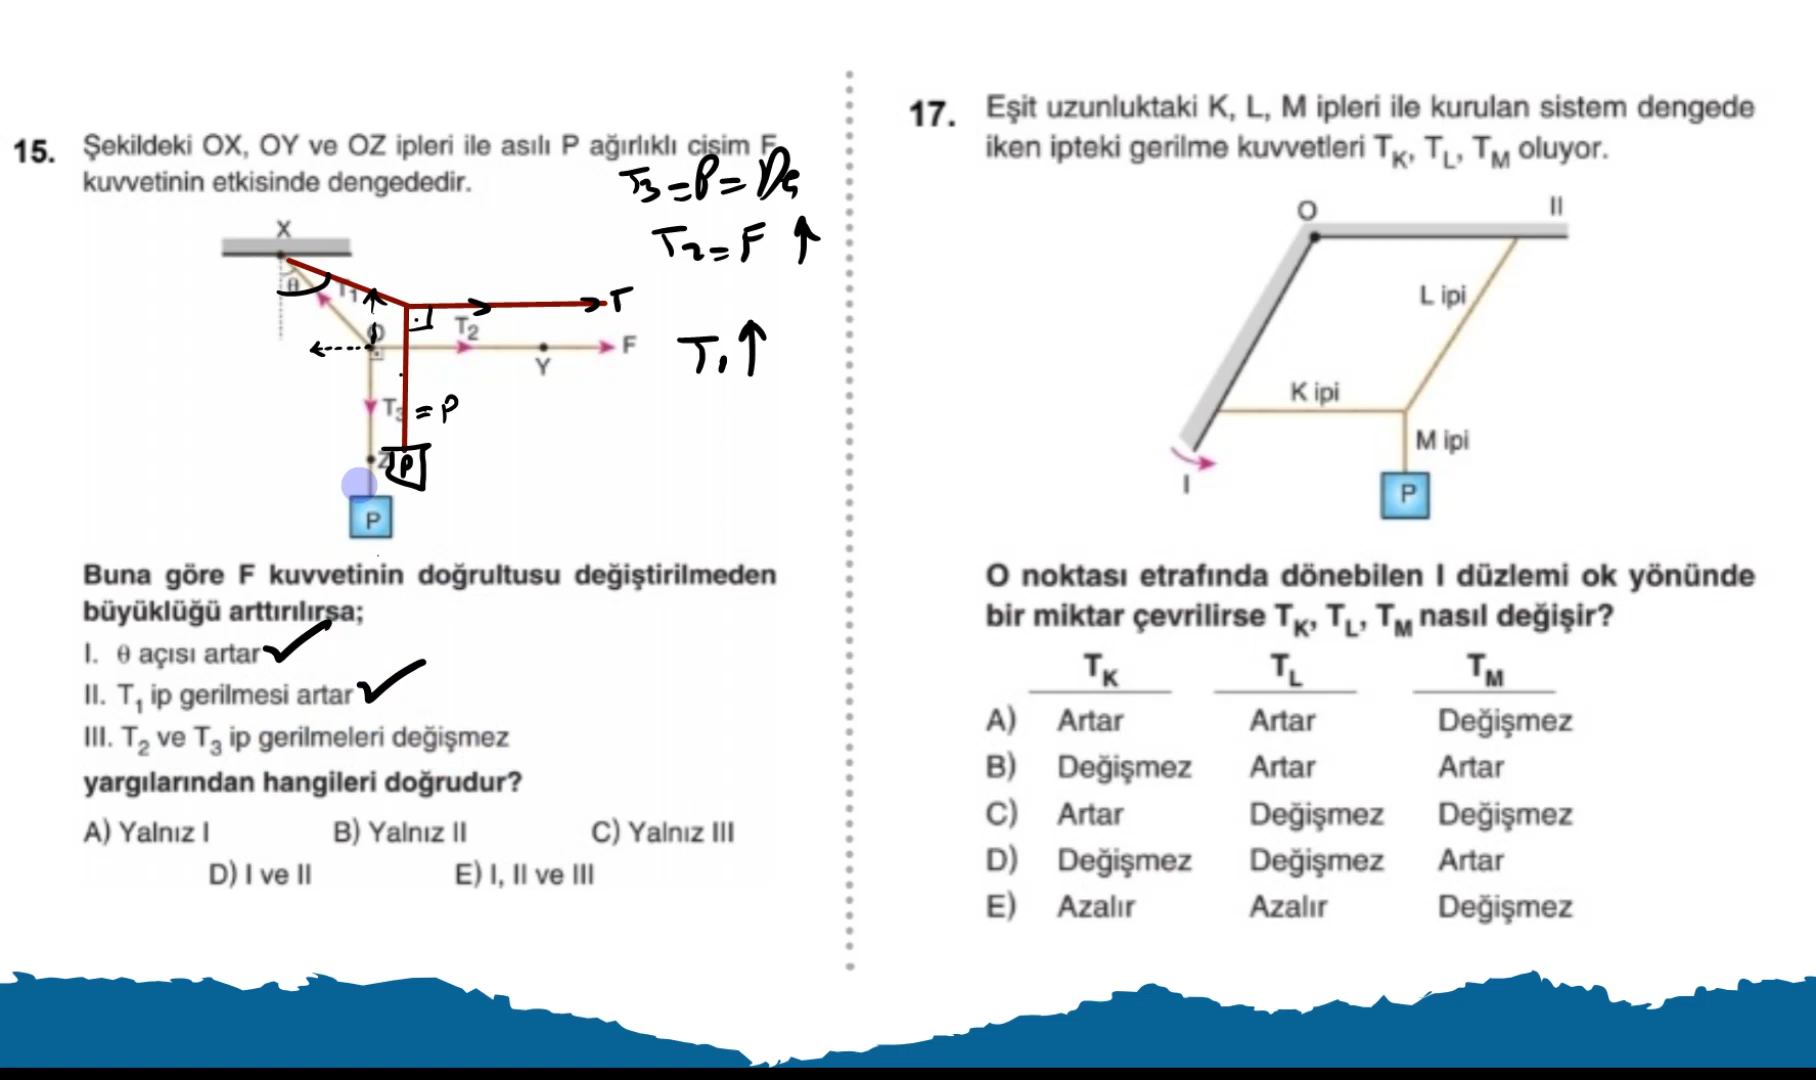 15. Şekildeki OX, OY ve OZ ipleri ile asılı P ağırlıklı cisim F
kuvvetinin etkisinde dengededir.
T3 = P = 
T2 = F ↑
X
θ
T1
O
T
T2
F
Y
T1 ↑
T3 = P
Z
P
P
Buna göre F kuvvetinin doğrultusu değiştirilmeden
büyüklüğü arttırılırsa;
I. θ açısı artar
II. T1 ip gerilmesi artar
III. T2 ve T3 ip gerilmeleri değişmez
yargılarından hangileri doğrudur?
A) Yalnız I B) Yalnız II C) Yalnız III
D) I ve II E) I, II ve III
17. Eşit uzunluktaki K, L, M ipleri ile kurulan sistem dengede
iken ipteki gerilme kuvvetleri TK, TL, TM oluyor.
O
II
L ipi
K ipi
M ipi
I
P
O noktası etrafında dönebilen I düzlemi ok yönünde
bir miktar çevrilirse TK, TL, TM nasıl değişir?
TK TL TM
A) Artar Artar Değişmez
B) Değişmez Artar Artar
C) Artar Değişmez Değişmez
D) Değişmez Değişmez Artar
E) Azalır Azalır Değişmez